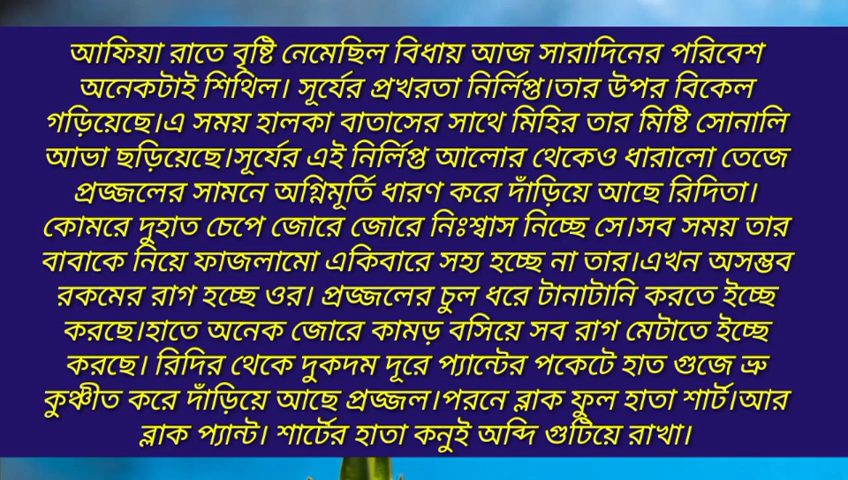 আফিয়া রাতে বৃষ্টি নেমেছিল বিধায় আজ সারাদিনের পরিবেশ
অনেকটাই শিথিল। সূর্যের প্রখরতা নির্লিপ্ত।তার উপর বিকেল
গড়িয়েছে।এ সময় হালকা বাতাসের সাথে মিহির তার মিষ্টি সোনালি
আভা ছড়িয়েছে।সূর্যের এই নির্লিপ্ত আলোর থেকেও ধারালো তেজে
প্রজ্জলের সামনে অগ্নিমূর্তি ধারণ করে দাঁড়িয়ে আছে রিদিতা।
কোমরে দুহাত চেপে জোরে জোরে নিঃশ্বাস নিচ্ছে সে।সব সময় তার
বাবাকে নিয়ে ফাজলামো একিবারে সহ্য হচ্ছে না তার।এখন অসম্ভব
রকমের রাগ হচ্ছে ওর। প্রজ্জলের চুল ধরে টানাটানি করতে ইচ্ছে
করছে।হাতে অনেক জোরে কামড় বসিয়ে সব রাগ মেটাতে ইচ্ছে
করছে। রিদির থেকে দুকদম দূরে প্যান্টের পকেটে হাত গুজে ভ্রু
কুঞ্চীত করে দাঁড়িয়ে আছে প্রজ্জল।পরনে ব্লাক ফুল হাতা শার্ট।আর
ব্লাক প্যান্ট। শার্টের হাতা কনুই অব্দি গুটিয়ে রাখা।